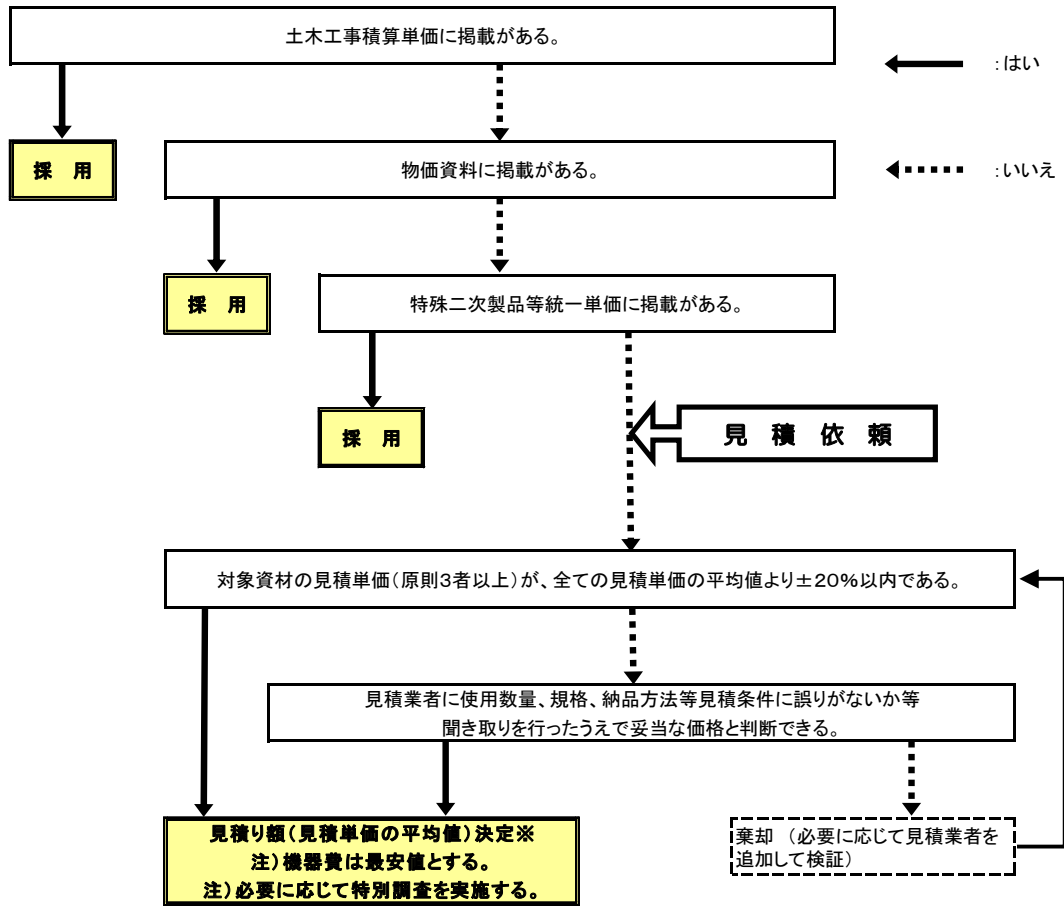 土木工事積算単価に掲載がある。
:はい
採 用
物価資料に掲載がある。
:いいえ
採 用
特殊二次製品等統一単価に掲載がある。
採 用
見 積 依 頼
対象資材の見積単価(原則3者以上)が、全ての見積単価の平均値より±20%以内である。
見積業者に使用数量、規格、納品方法等見積条件に誤りがないか等
聞き取りを行ったうえで妥当な価格と判断できる。
見積り額(見積単価の平均値)決定※
注)機器費は最安値とする。
注)必要に応じて特別調査を実施する。
棄却 (必要に応じて見積業者を
追加して検証)